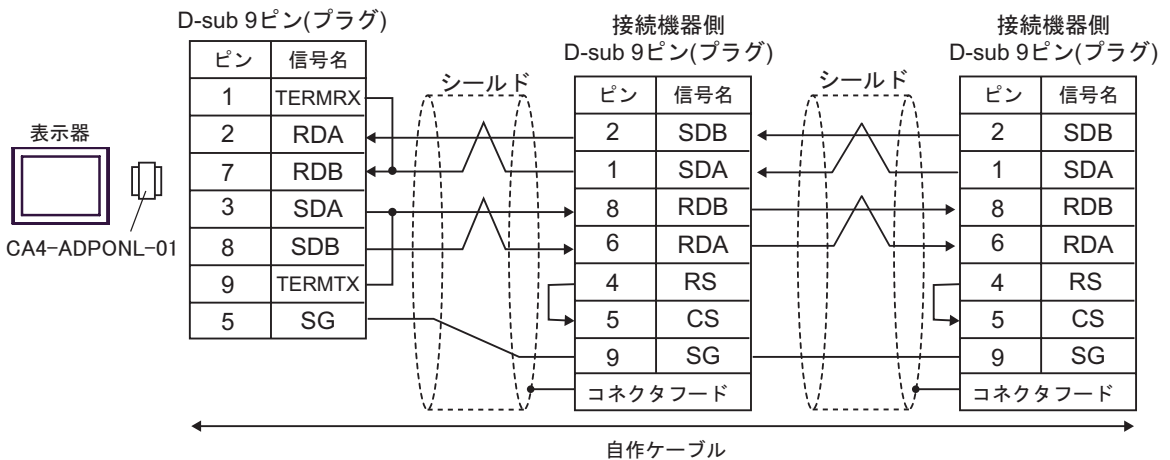 D-sub 9ピン(プラグ)
ピン 信号名
1 TERMRX
2 RDA
7 RDB
3 SDA
8 SDB
9 TERMTX
5 SG
表示器
CA4-ADPONL-01
シールド
接続機器側
D-sub 9ピン(プラグ)
ピン 信号名
2 SDB
1 SDA
8 RDB
6 RDA
4 RS
5 CS
9 SG
コネクタフード
シールド
接続機器側
D-sub 9ピン(プラグ)
ピン 信号名
2 SDB
1 SDA
8 RDB
6 RDA
4 RS
5 CS
9 SG
コネクタフード
自作ケーブル